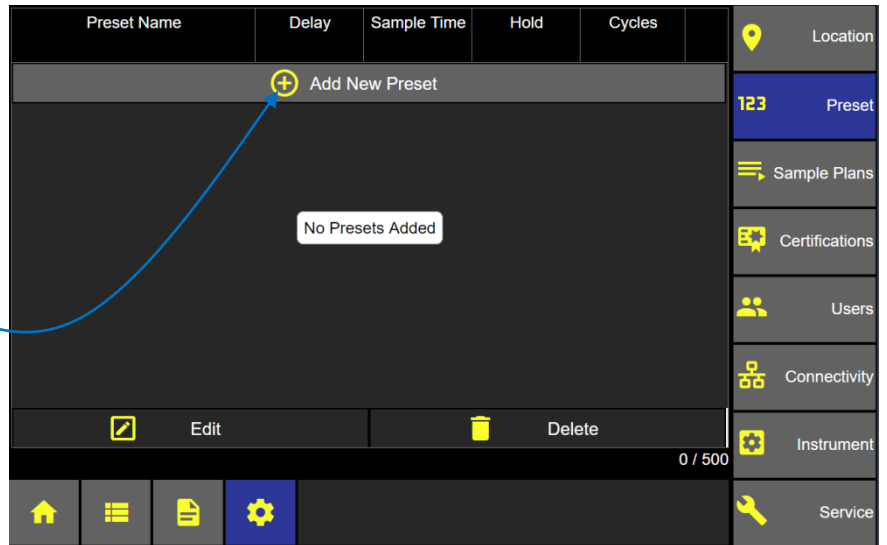 Preset Name Delay Sample Time Hold Cycles
Location
Add New Preset
123 Preset
Sample Plans
No Presets Added
Certifications
Users
Connectivity
Edit Delete
Instrument
0 / 500
Service